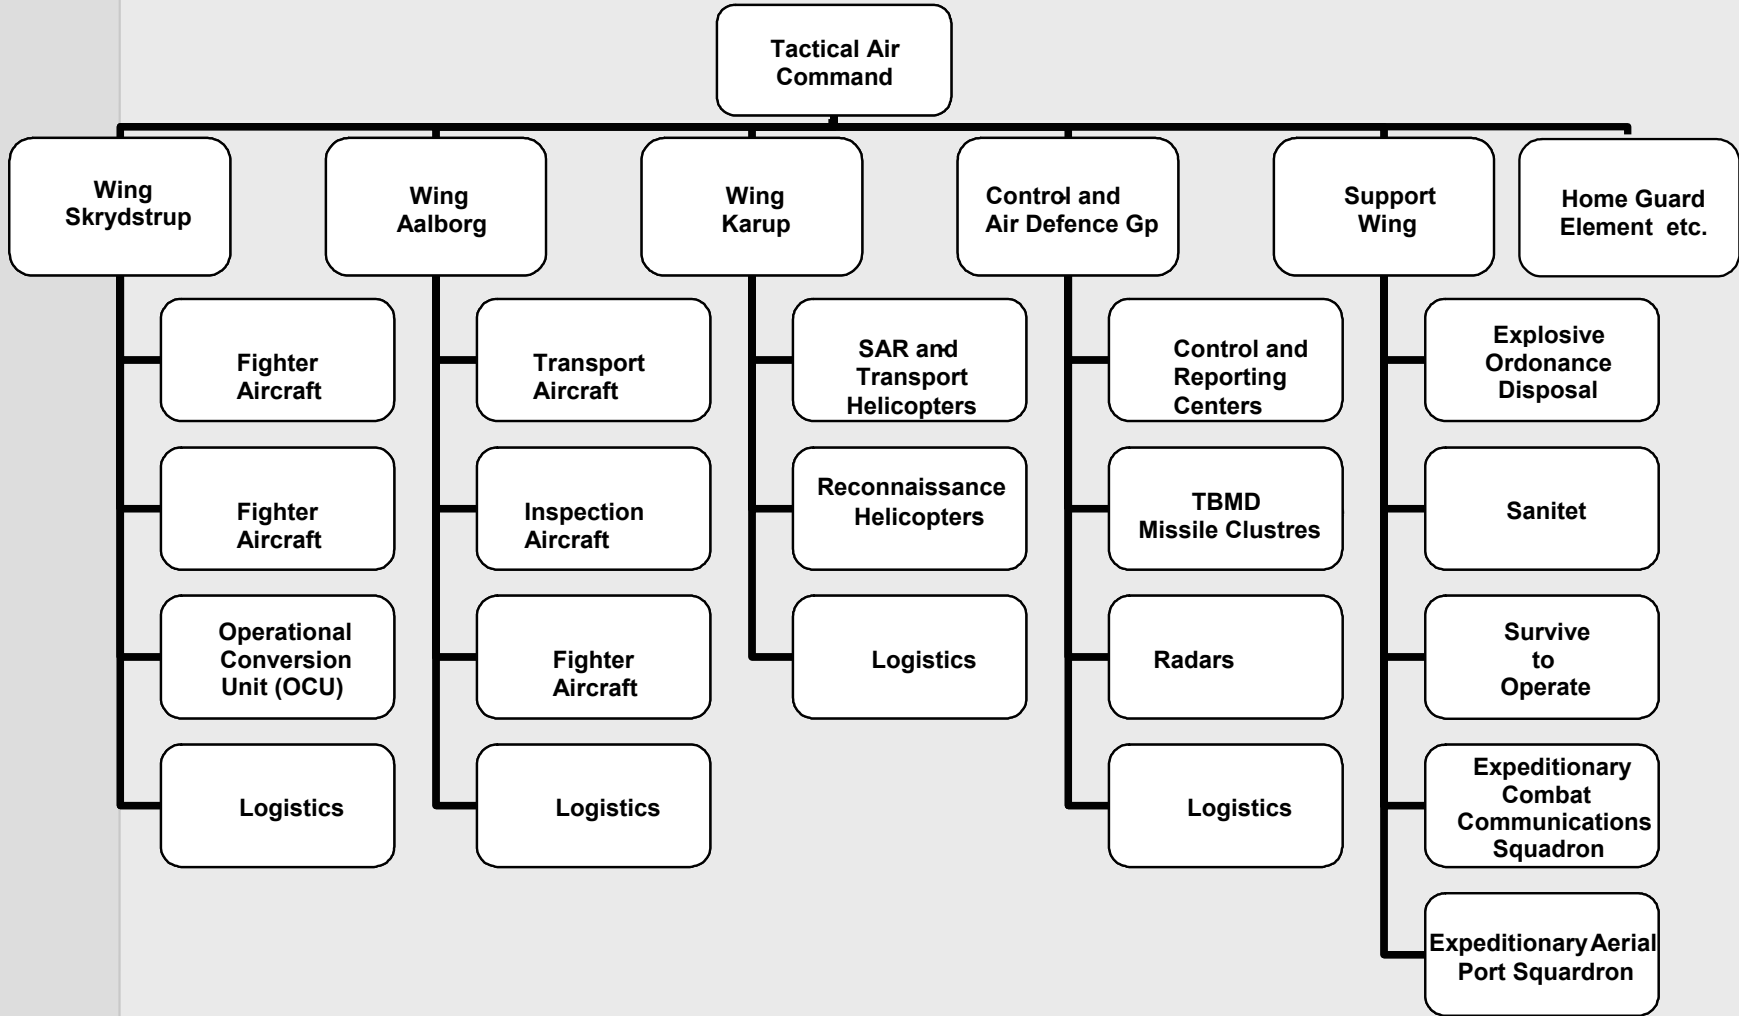 Tactical Air
Command
Wing
Skrydstrup
Wing
Aalborg
Wing
Karup
Control and
Air Defence Gp
Support
Wing
Home Guard
Element etc.
Fighter
Aircraft
Fighter
Aircraft
Operational
Conversion
Unit (OCU)
Logistics
Transport
Aircraft
Inspection
Aircraft
Fighter
Aircraft
Logistics
SAR and
Transport
Helicopters
Reconnaissance
Helicopters
Logistics
Control and
Reporting
Centers
TBMD
Missile Clustres
Radars
Logistics
Explosive
Ordonance
Disposal
Sanitet
Survive
to
Operate
Expeditionary
Combat
Communications
Squadron
Expeditionary Aerial
Port Squardron